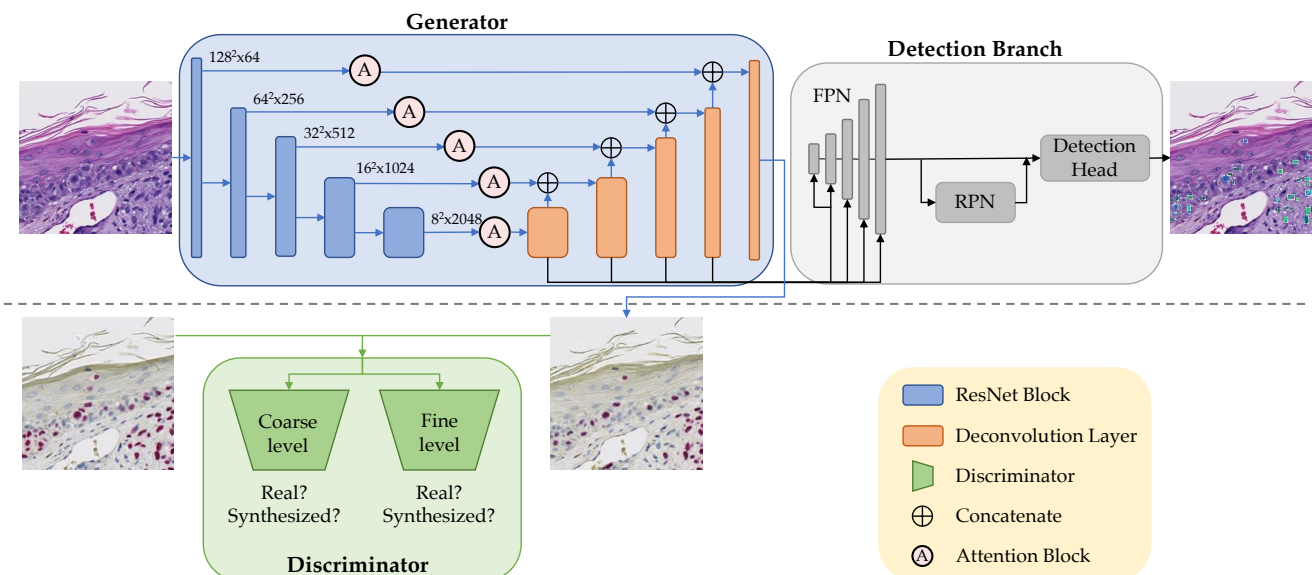 Generator
128²x64
A
64²x256
A
32²x512
A
16²x1024
A
8²x2048
A
Detection Branch
FPN
RPN
Detection
Head
Coarse
level
Fine
level
Real?
Synthesized?
Real?
Synthesized?
Discriminator
ResNet Block
Deconvolution Layer
Discriminator
Concatenate
A
Attention Block